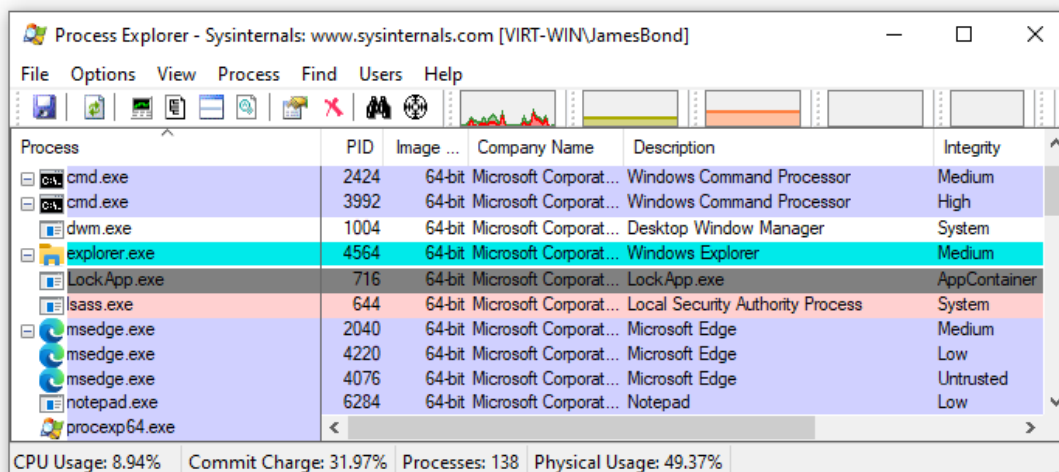 Process Explorer - Sysinternals: www.sysinternals.com [VIRT-WIN\JamesBond]
File Options View Process Find Users Help
Process PID Image ... Company Name Description Integrity
cmd.exe 2424 64-bit Microsoft Corporat... Windows Command Processor Medium
cmd.exe 3992 64-bit Microsoft Corporat... Windows Command Processor High
dwm.exe 1004 64-bit Microsoft Corporat... Desktop Window Manager System
explorer.exe 4564 64-bit Microsoft Corporat... Windows Explorer Medium
LockApp.exe 716 64-bit Microsoft Corporat... LockApp.exe AppContainer
lsass.exe 644 64-bit Microsoft Corporat... Local Security Authority Process System
msedge.exe 2040 64-bit Microsoft Corporat... Microsoft Edge Medium
msedge.exe 4220 64-bit Microsoft Corporat... Microsoft Edge Low
msedge.exe 4076 64-bit Microsoft Corporat... Microsoft Edge Untrusted
notepad.exe 6284 64-bit Microsoft Corporat... Notepad Low
procexp64.exe
CPU Usage: 8.94% Commit Charge: 31.97% Processes: 138 Physical Usage: 49.37%